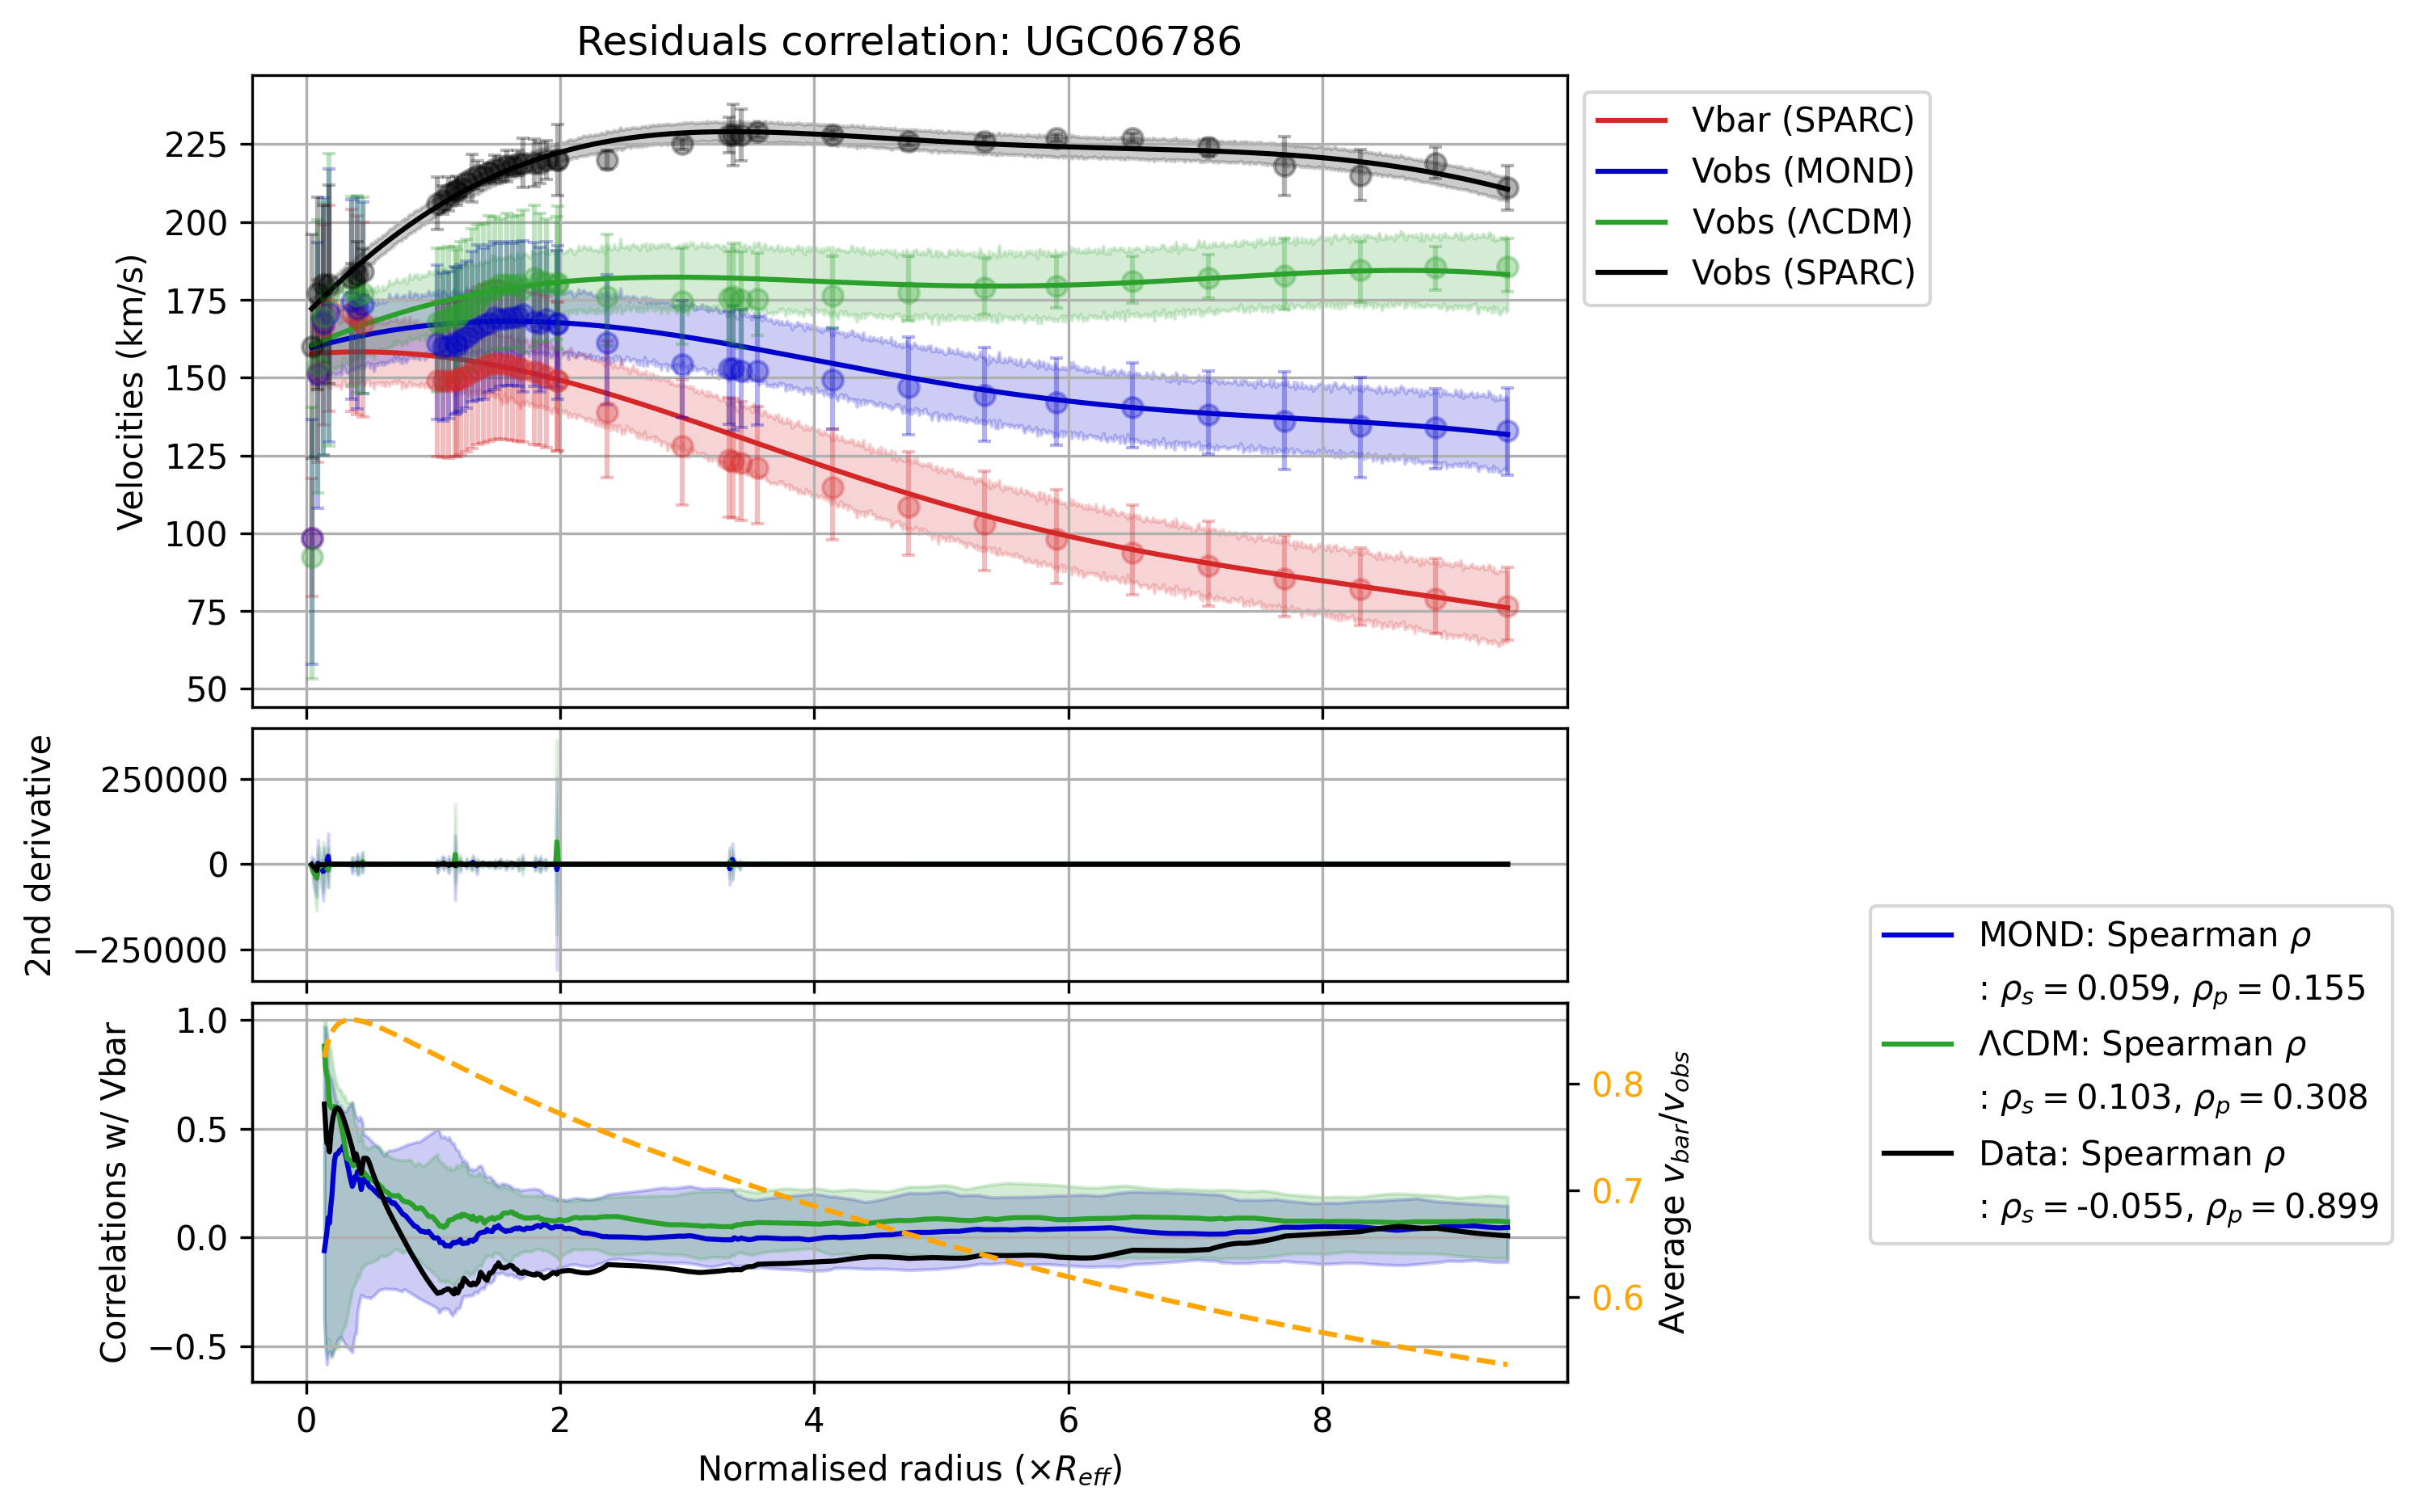 Residuals correlation: UGC06786
Velocities (km/s)
225
200
175
150
125
100
75
50
Vbar (SPARC)
Vobs (MOND)
Vobs (ΛCDM)
Vobs (SPARC)
2nd derivative
250000
0
−250000
Correlations w/ Vbar
1.0
0.5
0.0
−0.5
0.8
0.7
0.6
Average v_bar/v_obs
MOND: Spearman ρ
: ρ_s = 0.059, ρ_p = 0.155
ΛCDM: Spearman ρ
: ρ_s = 0.103, ρ_p = 0.308
Data: Spearman ρ
: ρ_s = -0.055, ρ_p = 0.899
0 2 4 6 8
Normalised radius (×R_eff)